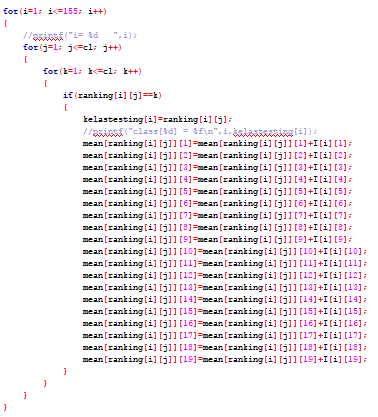 for(i=1; i<=155; i++)
{
//printf("i= %d ",i);
for(j=1; j<=cl; j++)
{
for(k=1; k<=cl; k++)
{
if(ranking[i][j]==k)
{
kelastesting[i]=ranking[i][j];
//printf("class[%d] = %f\n",i,kelastesting[i]);
mean[ranking[i][j]][1]=mean[ranking[i][j]][1]+I[i][1];
mean[ranking[i][j]][2]=mean[ranking[i][j]][2]+I[i][2];
mean[ranking[i][j]][3]=mean[ranking[i][j]][3]+I[i][3];
mean[ranking[i][j]][4]=mean[ranking[i][j]][4]+I[i][4];
mean[ranking[i][j]][5]=mean[ranking[i][j]][5]+I[i][5];
mean[ranking[i][j]][6]=mean[ranking[i][j]][6]+I[i][6];
mean[ranking[i][j]][7]=mean[ranking[i][j]][7]+I[i][7];
mean[ranking[i][j]][8]=mean[ranking[i][j]][8]+I[i][8];
mean[ranking[i][j]][9]=mean[ranking[i][j]][9]+I[i][9];
mean[ranking[i][j]][10]=mean[ranking[i][j]][10]+I[i][10];
mean[ranking[i][j]][11]=mean[ranking[i][j]][11]+I[i][11];
mean[ranking[i][j]][12]=mean[ranking[i][j]][12]+I[i][12];
mean[ranking[i][j]][13]=mean[ranking[i][j]][13]+I[i][13];
mean[ranking[i][j]][14]=mean[ranking[i][j]][14]+I[i][14];
mean[ranking[i][j]][15]=mean[ranking[i][j]][15]+I[i][15];
mean[ranking[i][j]][16]=mean[ranking[i][j]][16]+I[i][16];
mean[ranking[i][j]][17]=mean[ranking[i][j]][17]+I[i][17];
mean[ranking[i][j]][18]=mean[ranking[i][j]][18]+I[i][18];
mean[ranking[i][j]][19]=mean[ranking[i][j]][19]+I[i][19];
}
}
}
}